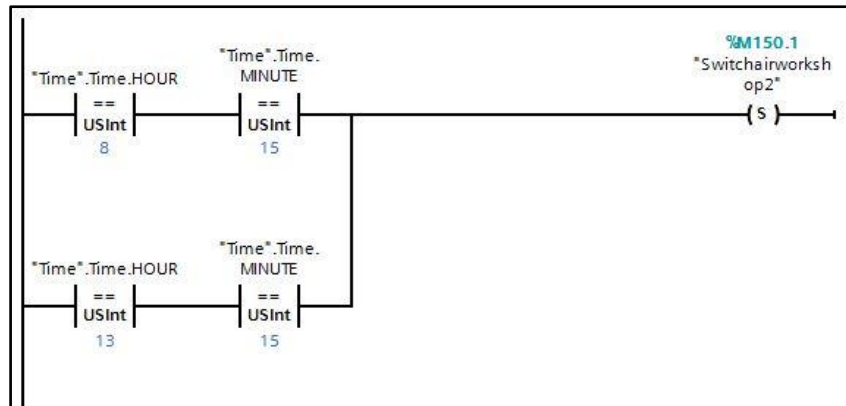 %M150.1
"Switchairworksh
op2"
"Time".Time.HOUR
"Time".Time.
MINUTE
==
USInt
8
==
USInt
15
S
"Time".Time.HOUR
"Time".Time.
MINUTE
==
USInt
13
==
USInt
15